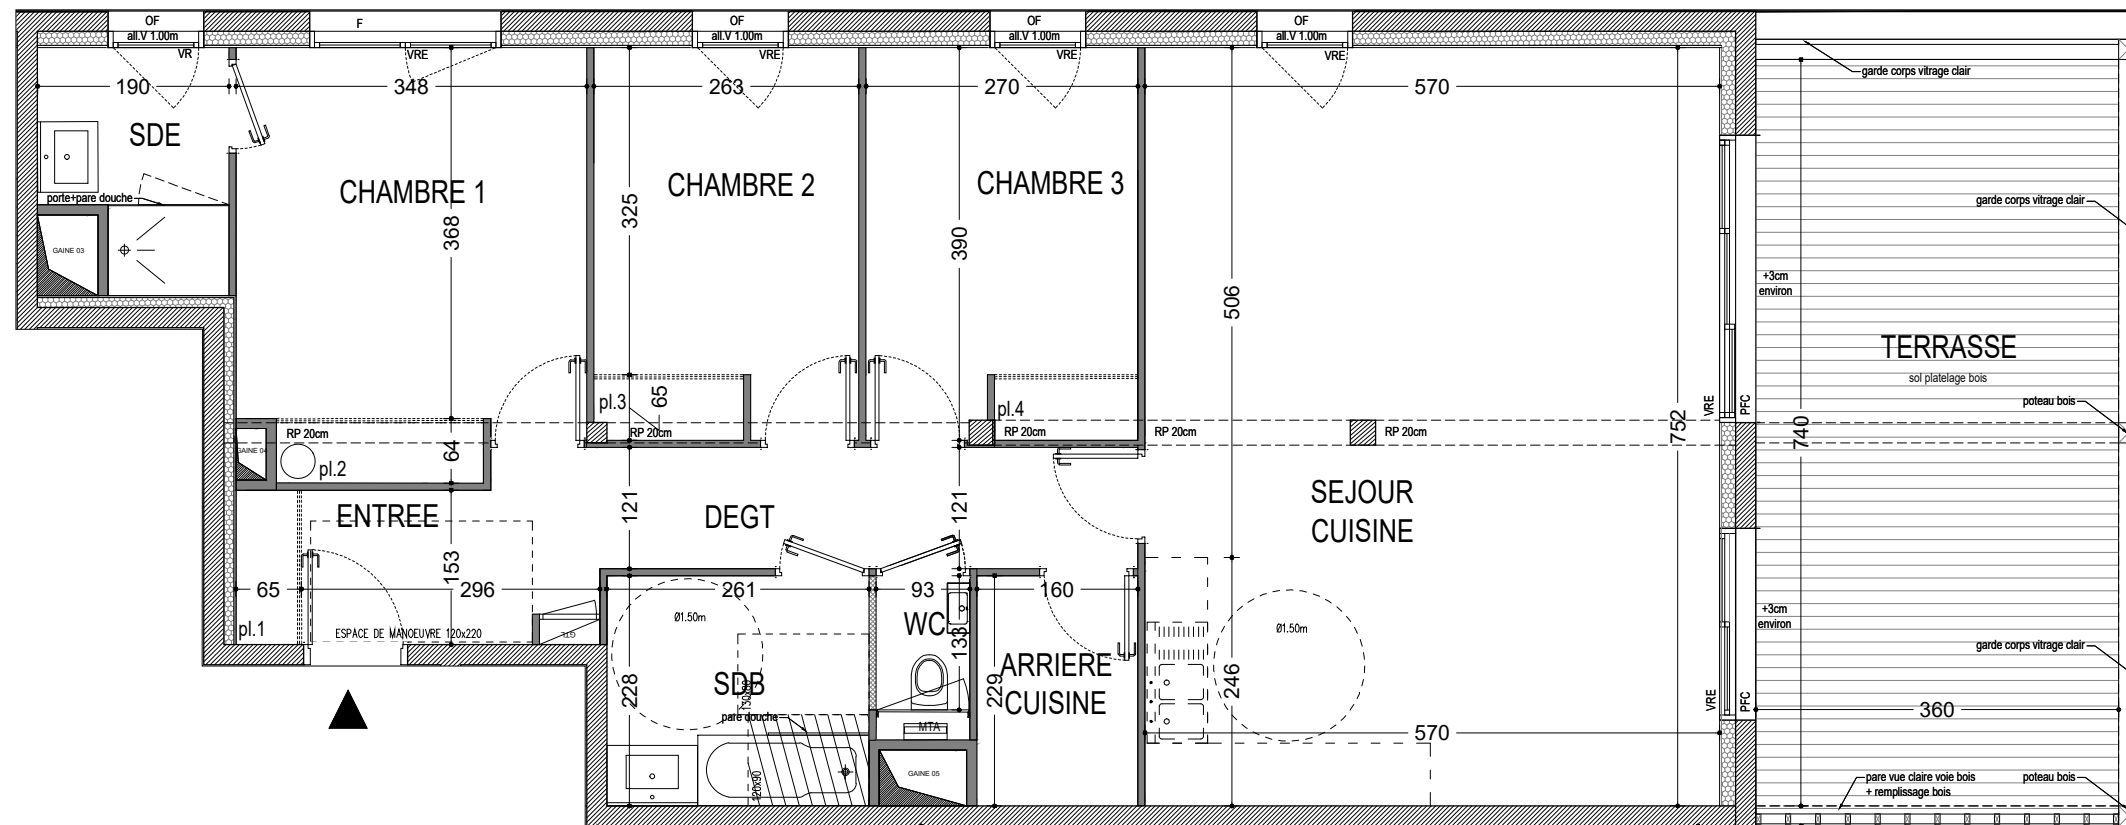 OF
F
OF
OF
OF
all.V 1.00m
all.V 1.00m
all.V 1.00m
all.V 1.00m
VR
VRE
VRE
VRE
VRE
garde corps vitrage clair
190
348
263
270
570
SDE
CHAMBRE 1
CHAMBRE 2
CHAMBRE 3
porte+pare douche
garde corps vitrage clair
368
325
390
GAINE 03
+3cm
environ
506
TERRASSE
sol platelage bois
pl.3
65
pl.4
VRE
PFC
poteau bois
RP 20cm
RP 20cm
RP 20cm
RP 20cm
RP 20cm
752
740
GAINE 04
64
pl.2
ENTREE
121
DEGT
121
SEJOUR
CUISINE
153
65
296
261
93
160
Ø1.50m
WC
+3cm
environ
Ø1.50m
pl.1
ESPACE DE MANOEUVRE 120x220
GTL
133
garde corps vitrage clair
228
SDB
130x80
229
ARRIERE
CUISINE
246
VRE
PFC
pare douche
MTA
570
360
120x90
GAINE 05
pare vue claire voie bois
+ remplissage bois
poteau bois